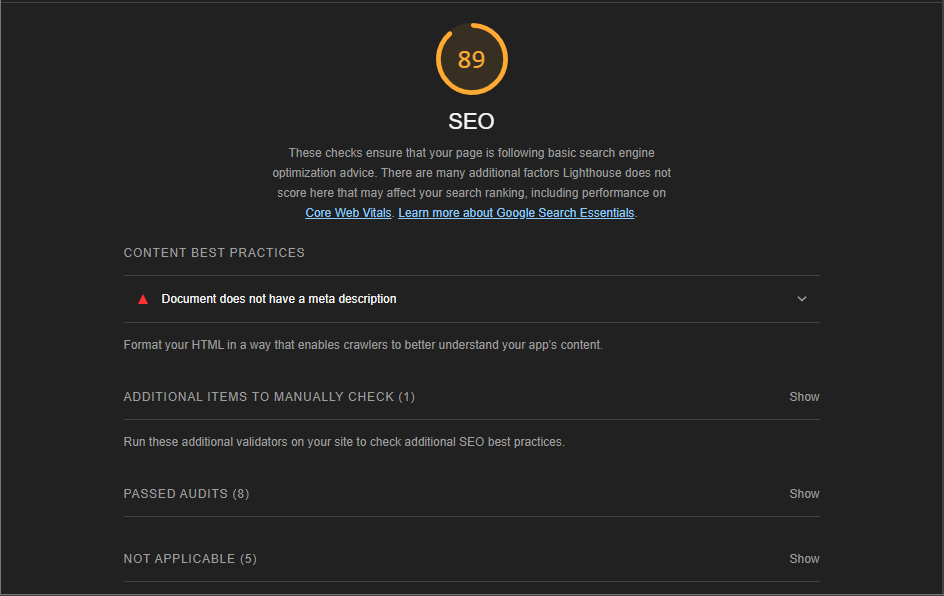 89
SEO
These checks ensure that your page is following basic search engine
optimization advice. There are many additional factors Lighthouse does not
score here that may affect your search ranking, including performance on
Core Web Vitals. Learn more about Google Search Essentials.
CONTENT BEST PRACTICES
Document does not have a meta description
Format your HTML in a way that enables crawlers to better understand your app's content.
ADDITIONAL ITEMS TO MANUALLY CHECK (1) Show
Run these additional validators on your site to check additional SEO best practices.
PASSED AUDITS (8) Show
NOT APPLICABLE (5) Show